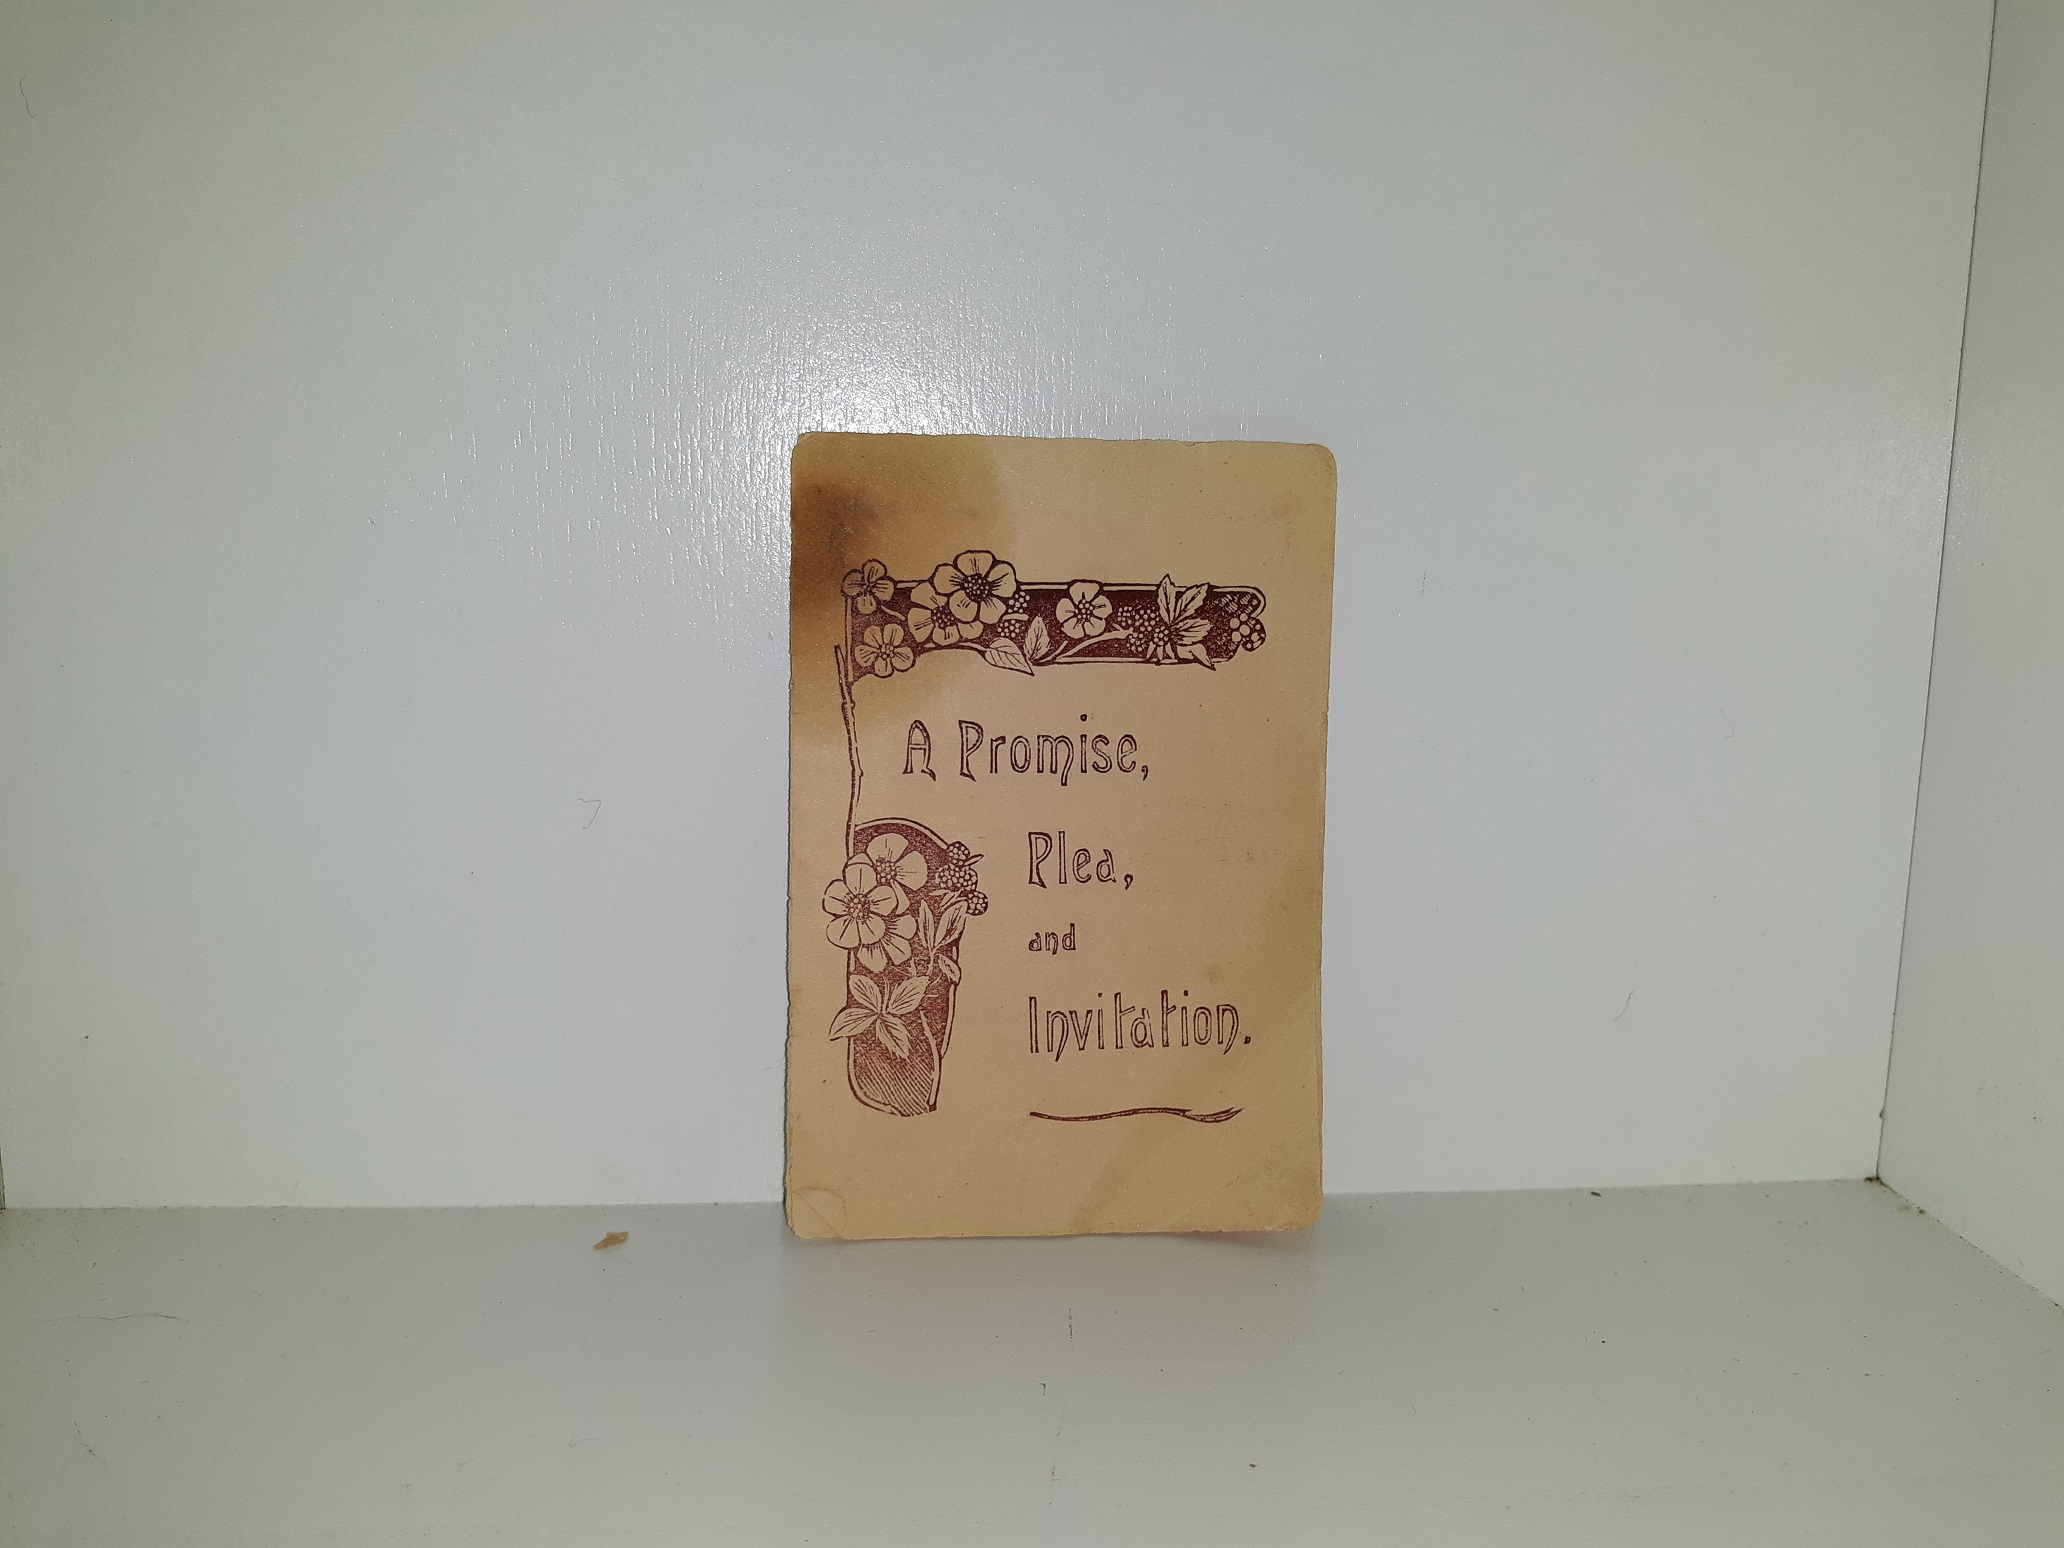 A Promise,
Plea,
and
Invitation.